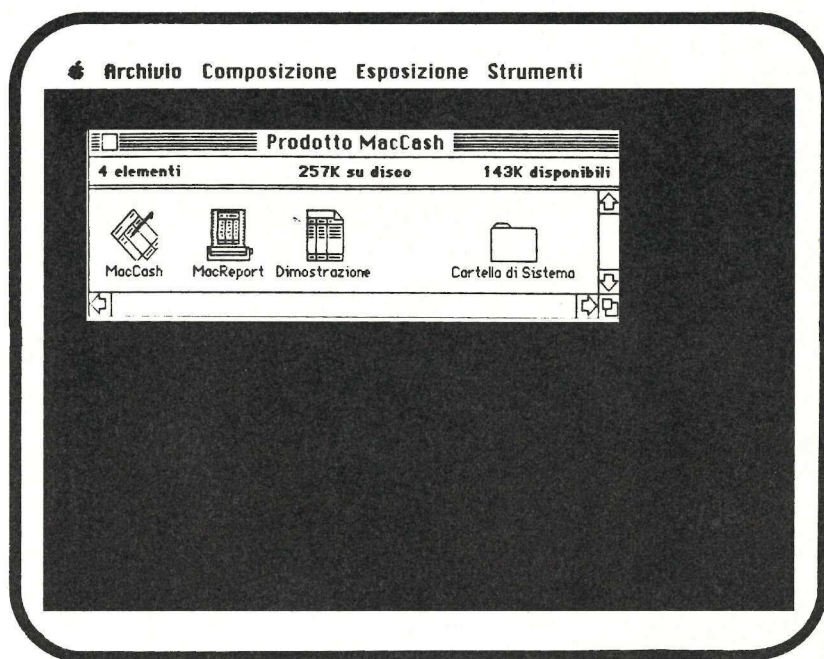 Archivio Composizione Esposizione Strumenti
Prodotto MacCash
4 elementi 257K su disco 143K disponibili
MacCash MacReport Dimostrazione Cartella di Sistema